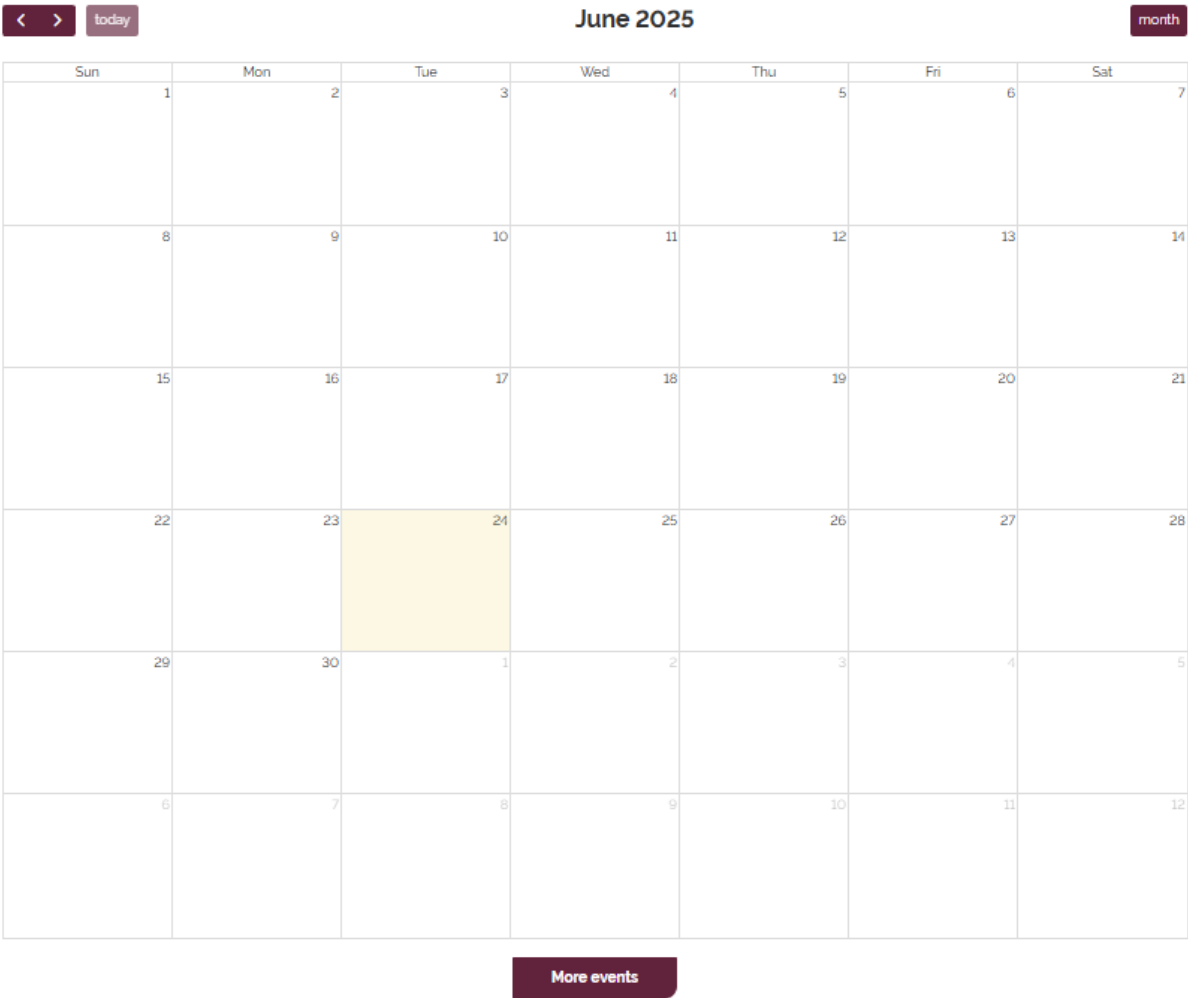 today June 2025 month
Sun Mon Tue Wed Thu Fri Sat
1 2 3 4 5 6 7
8 9 10 11 12 13 14
15 16 17 18 19 20 21
22 23 24 25 26 27 28
29 30 1 2 3 4 5
6 7 8 9 10 11 12
More events